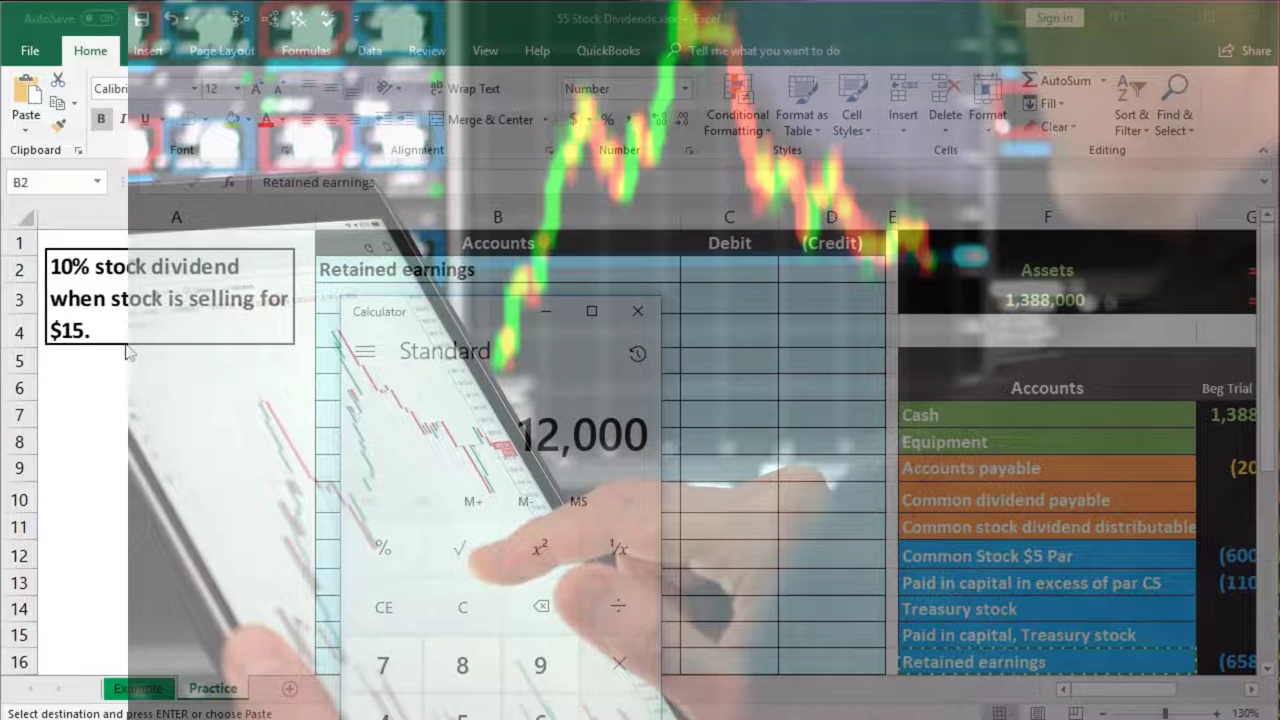 AutoSave Off
55 Stock Dividends.xlsx - Excel
Sign in
File Home Insert Page Layout Formulas Data Review View Help QuickBooks Tell me what you want to do Share
Calibri 12 Wrap Text Number AutoSum
Paste Fill
B I U Merge & Center $ % Conditional Formatting Format as Table Cell Styles Insert Delete Format Clear Sort & Filter Find & Select
Clipboard Font Alignment Number Styles Cells Editing
B2 fx Retained earnings
A B C D E F G
1 Accounts Debit (Credit)
2 10% stock dividend Retained earnings Assets =
3 when stock is selling for 1,388,000 =
4 $15.
5
6 Accounts Beg Trial
7 Cash 1,388
8 Equipment
9 Accounts payable (20
10 Common dividend payable
11 Common stock dividend distributable
12 Common Stock $5 Par (600
13 Paid in capital in excess of par CS (110
14 Treasury stock
15 Paid in capital, Treasury stock
16 Retained earnings (658
Calculator
Standard
12,000
M+ M- MS
% √ x² ¹/x
CE C ÷
7 8 9 ×
Example Practice
Select destination and press ENTER or choose Paste
130%